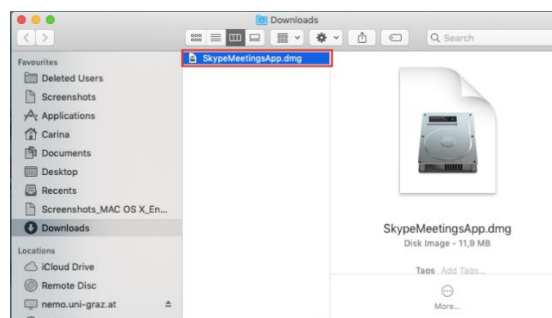 Downloads
Search
Favourites
Deleted Users
Screenshots
Applications
Carina
Documents
Desktop
Recents
Screenshots_MAC OS X_En...
Downloads
Locations
iCloud Drive
Remote Disc
nemo.uni-graz.at
SkypeMeetingsApp.dmg
SkypeMeetingsApp.dmg
Disk Image - 11,9 MB
Tags Add Tags...
More...